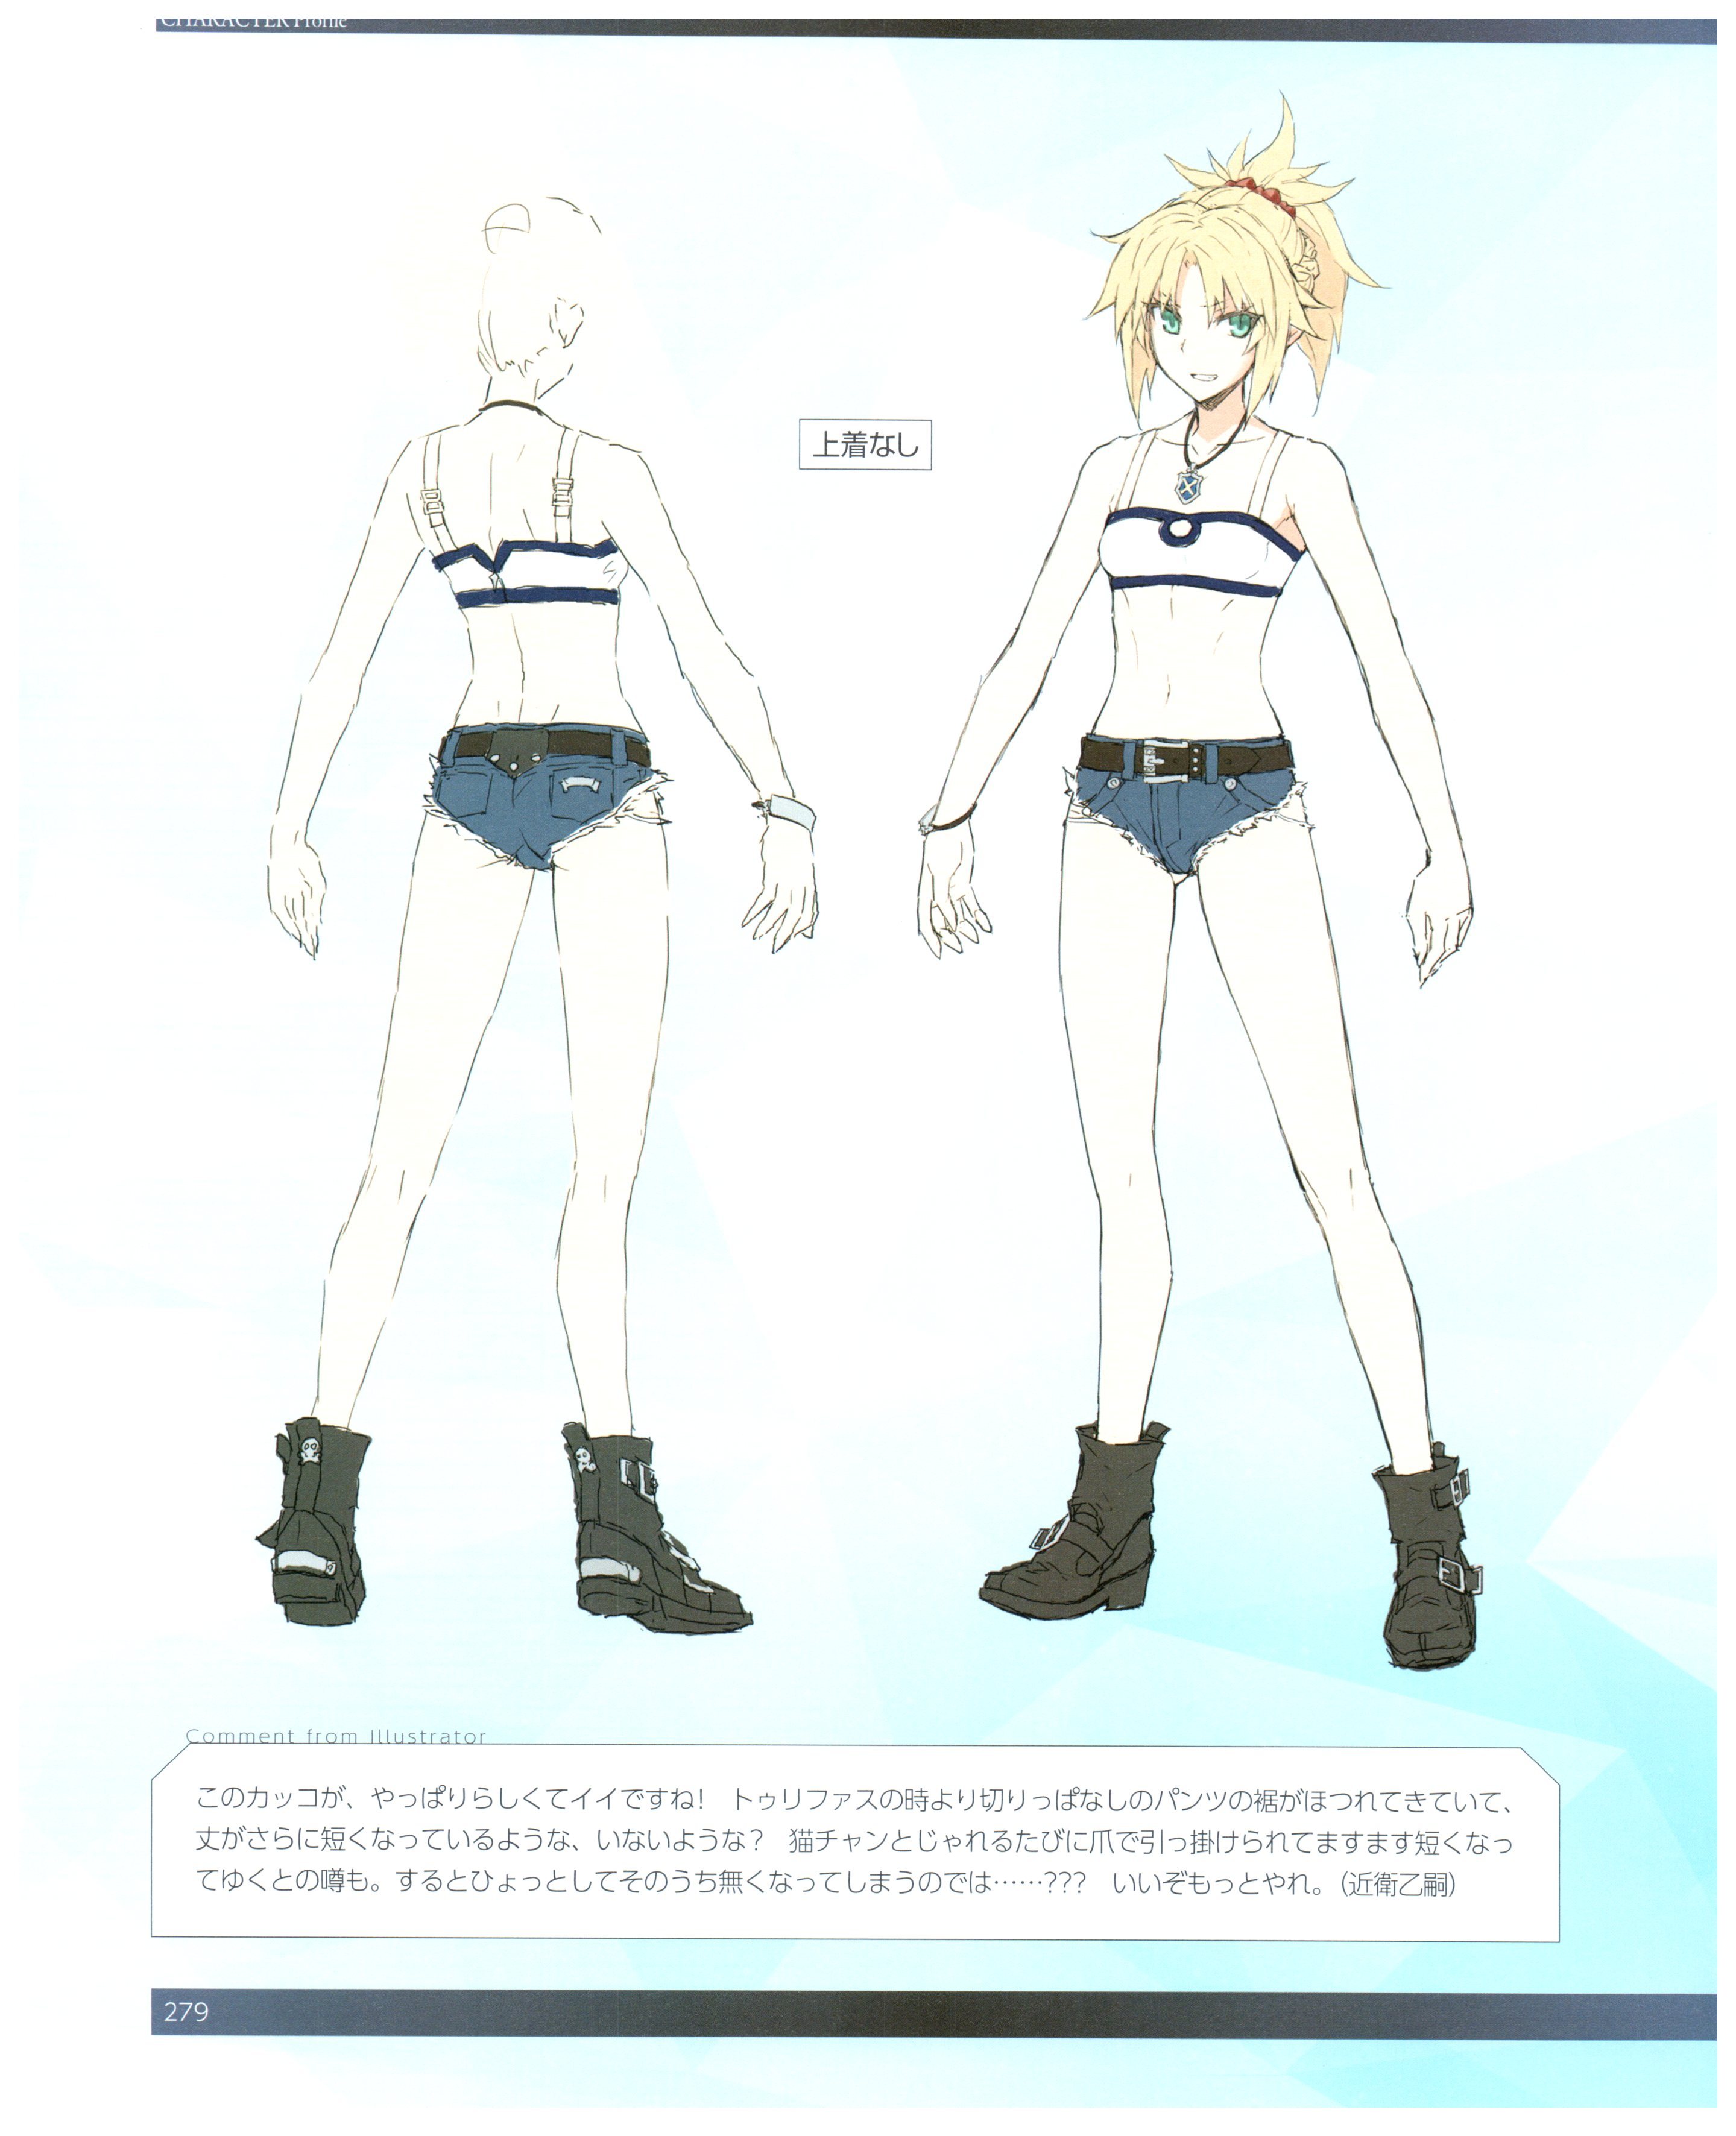 CHARACTER Profile
上着なし
Comment from Illustrator
このカッコが、やっぱりらしくてイイですね!　トゥリファスの時より切りっぱなしのパンツの裾がほつれてきていて、
丈がさらに短くなっているような、いないような?　猫チャンとじゃれるたびに爪で引っ掛けられてますます短くなっ
てゆくとの噂も。するとひょっとしてそのうち無くなってしまうのでは……???　いいぞもっとやれ。(近衛乙嗣)
279